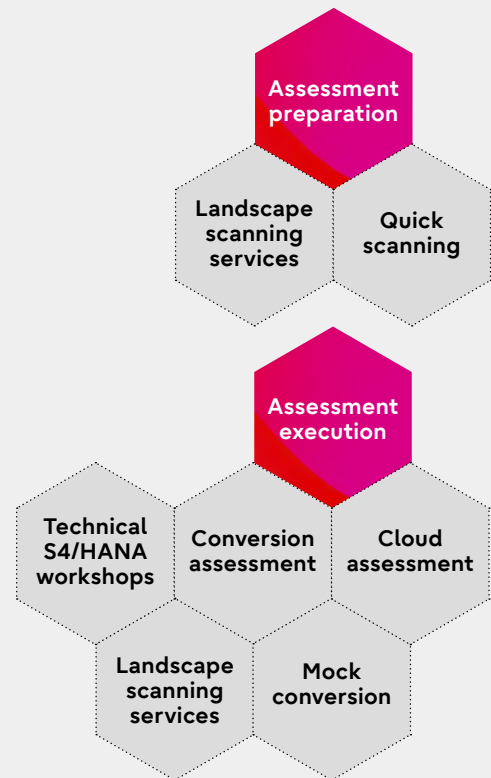 Assessment
preparation
Landscape
scanning
services
Quick
scanning
Assessment
execution
Technical
S4/HANA
workshops
Conversion
assessment
Cloud
assessment
Landscape
scanning
services
Mock
conversion